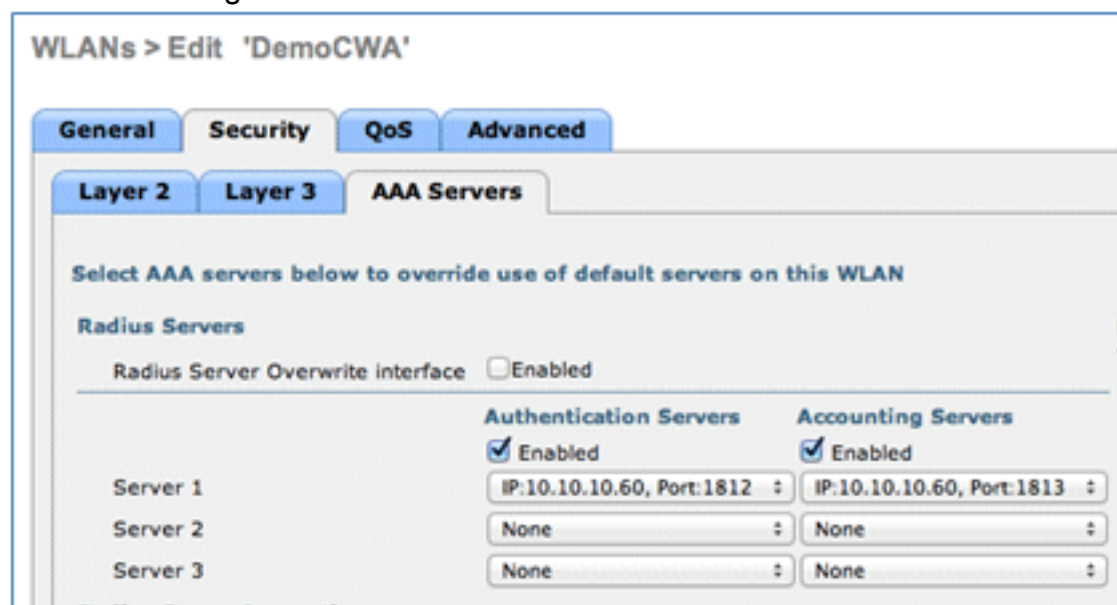 WLANs > Edit 'DemoCWA'
General Security QoS Advanced
Layer 2 Layer 3 AAA Servers
Select AAA servers below to override use of default servers on this WLAN
Radius Servers
Radius Server Overwrite interface Enabled
Authentication Servers Accounting Servers
Enabled Enabled
Server 1 IP:10.10.10.60, Port:1812 IP:10.10.10.60, Port:1813
Server 2 None None
Server 3 None None